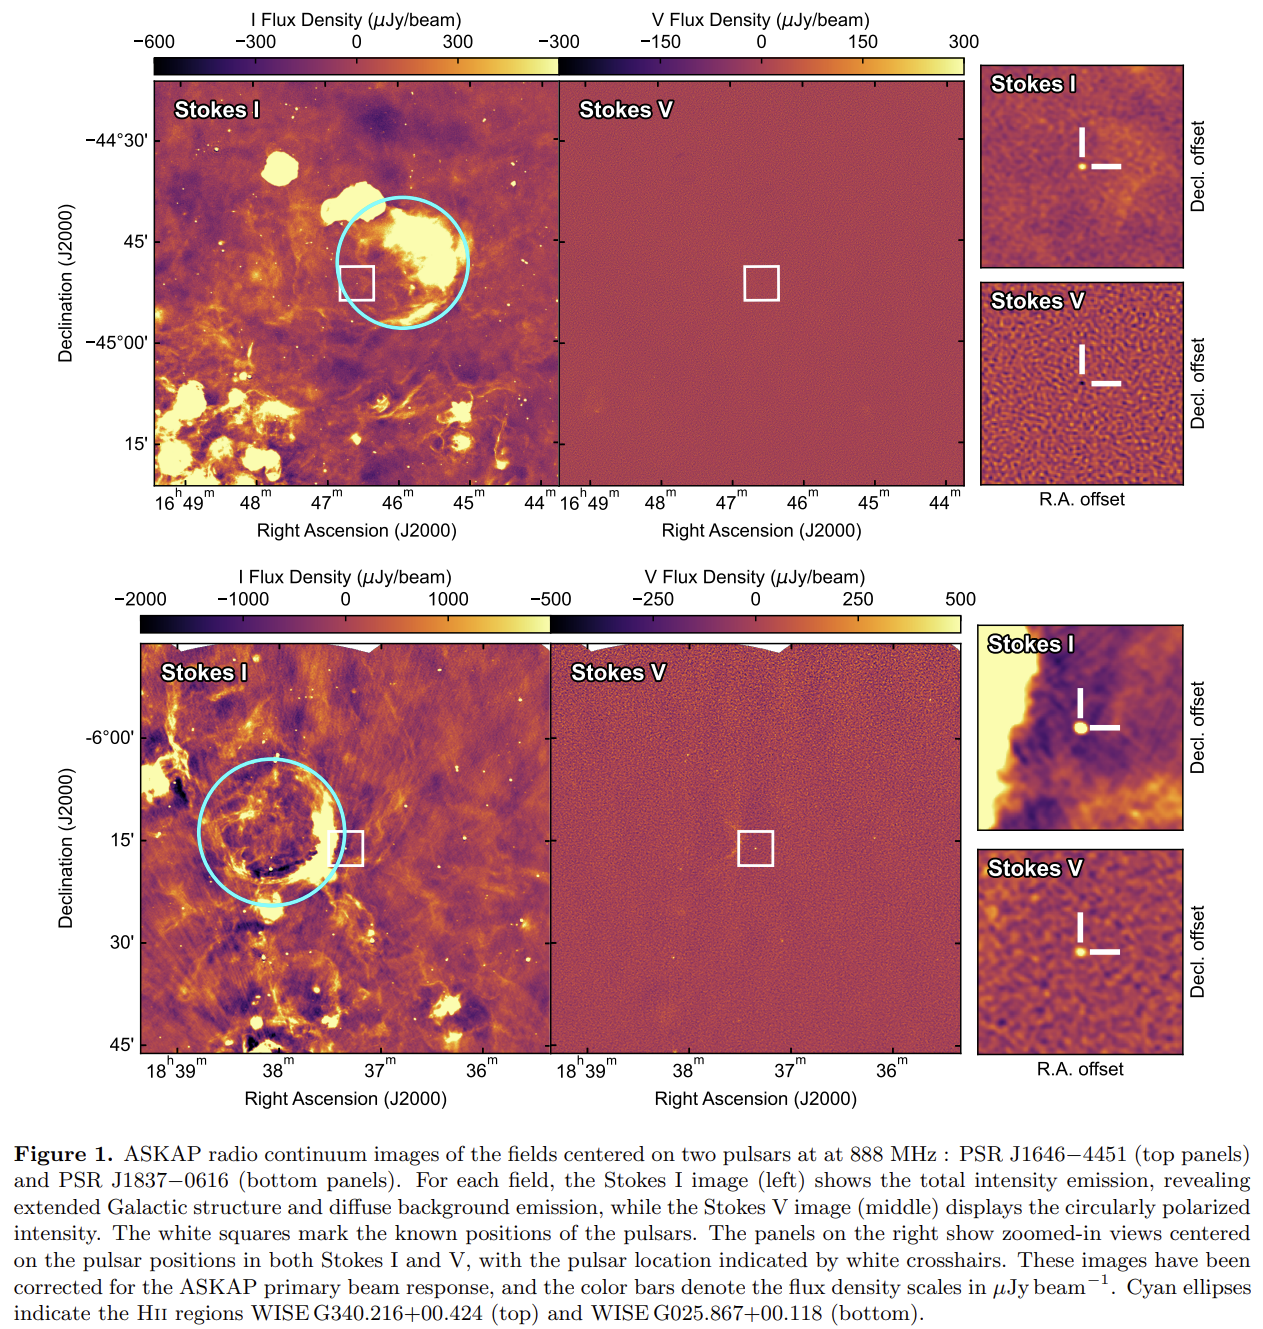 I Flux Density (μJy/beam)
V Flux Density (μJy/beam)
−600 −300 0 300 −300 −150 0 150 300
Stokes I
Stokes V
Stokes I
Stokes V
−44°30'
45'
−45°00'
15'
Declination (J2000)
Decl. offset
Decl. offset
16ʰ49ᵐ 48ᵐ 47ᵐ 46ᵐ 45ᵐ 44ᵐ 16ʰ49ᵐ 48ᵐ 47ᵐ 46ᵐ 45ᵐ 44ᵐ
R.A. offset
Right Ascension (J2000)
Right Ascension (J2000)
I Flux Density (μJy/beam)
V Flux Density (μJy/beam)
−2000 −1000 0 1000 −500 −250 0 250 500
Stokes I
Stokes V
Stokes I
Stokes V
-6°00'
15'
30'
45'
Declination (J2000)
Decl. offset
Decl. offset
18ʰ39ᵐ 38ᵐ 37ᵐ 36ᵐ 18ʰ39ᵐ 38ᵐ 37ᵐ 36ᵐ
R.A. offset
Right Ascension (J2000)
Right Ascension (J2000)
Figure 1. ASKAP radio continuum images of the fields centered on two pulsars at at 888 MHz : PSR J1646−4451 (top panels)
and PSR J1837−0616 (bottom panels). For each field, the Stokes I image (left) shows the total intensity emission, revealing
extended Galactic structure and diffuse background emission, while the Stokes V image (middle) displays the circularly polarized
intensity. The white squares mark the known positions of the pulsars. The panels on the right show zoomed-in views centered
on the pulsar positions in both Stokes I and V, with the pulsar location indicated by white crosshairs. These images have been
corrected for the ASKAP primary beam response, and the color bars denote the flux density scales in μJy beam⁻¹. Cyan ellipses
indicate the HII regions WISE G340.216+00.424 (top) and WISE G025.867+00.118 (bottom).